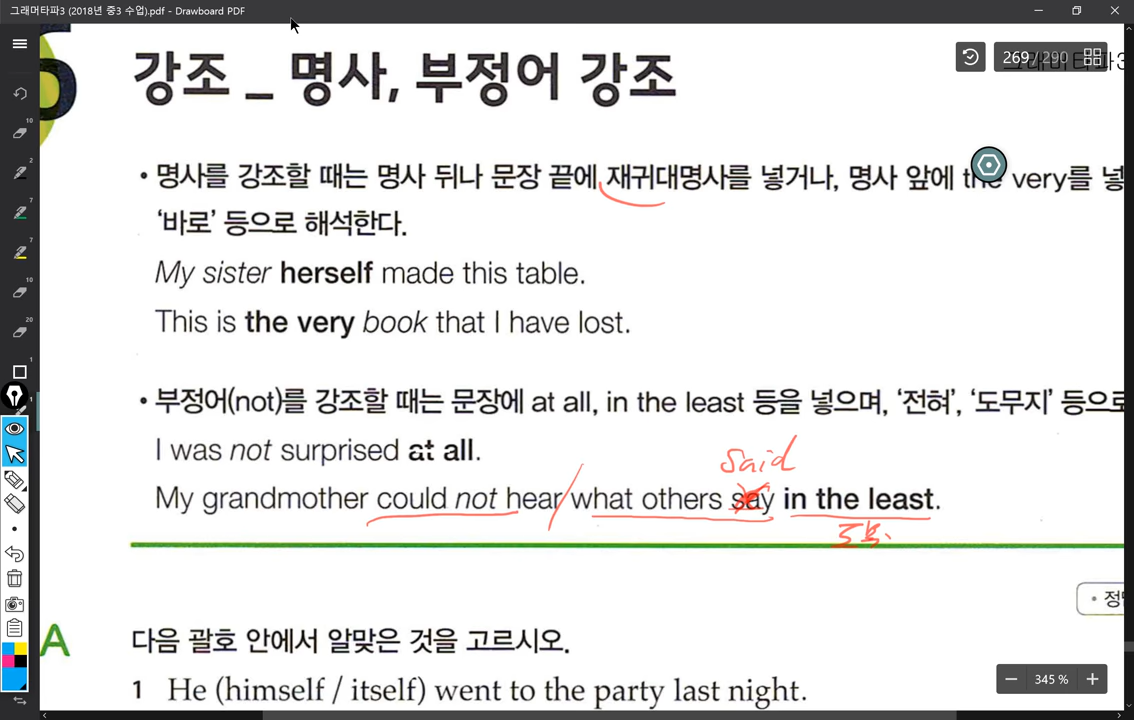 그래머타파3 (2018년 중3 수업).pdf - Drawboard PDF
269 / 290
강조 _ 명사, 부정어 강조
• 명사를 강조할 때는 명사 뒤나 문장 끝에 재귀대명사를 넣거나, 명사 앞에 the very를 넣
‘바로’ 등으로 해석한다.
My sister herself made this table.
This is the very book that I have lost.
• 부정어(not)를 강조할 때는 문장에 at all, in the least 등을 넣으며, ‘전혀’, ‘도무지’ 등으로
I was not surprised at all.
said
My grandmother could not hear / what others say in the least.
A
다음 괄호 안에서 알맞은 것을 고르시오.
1 He (himself / itself) went to the party last night.
345 %